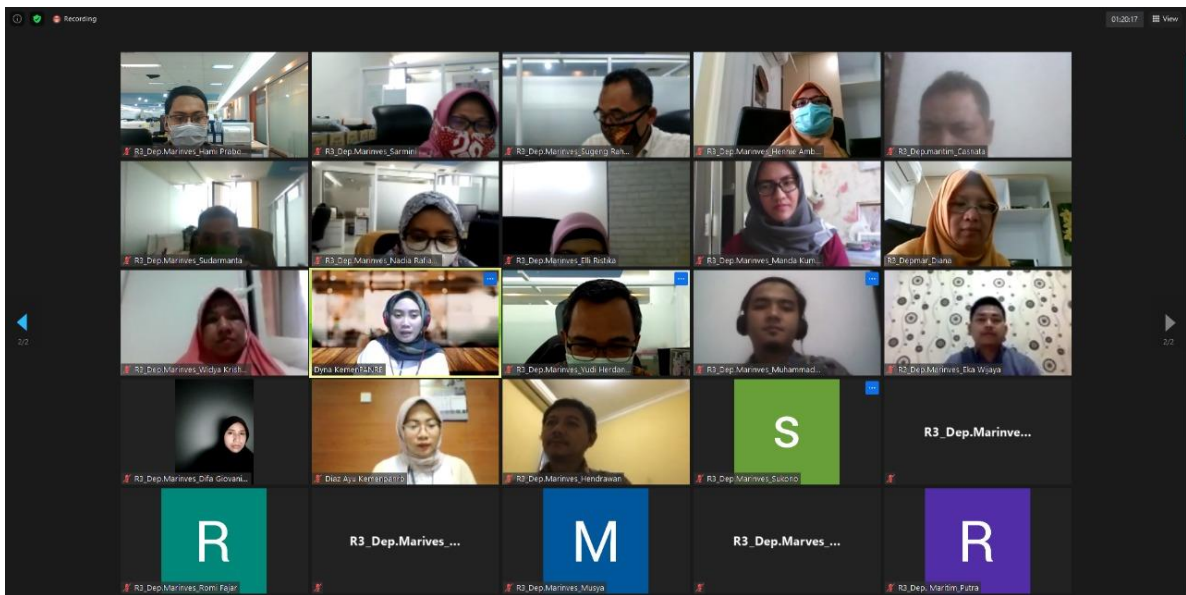 Recording
01:20:17
View
R3_Dep.Marinves_Hami Prabo...
R3_Dep.Marinves_Sarmini
R3_Dep.Marinves_Sugeng Rah...
R3_Dep.Marinves_Hennie Amb...
R3_Dep.maritim_Casnata
R3_Dep.Marinves_Sudarmanta
R3_Dep.Marinves_Nadia Rafia...
R3_Dep.Marinves_Elli Ristika
R3_Dep.Marinves_Manda Kum...
R3_Depmar_Diana
R3_Dep.Marinves_Widya Krish...
Dyna KemenPANRB
R3_Dep.Marinves_Yudi Herdan...
R3_Dep.Marinves_Muhammad...
R3_Dep.Marinves_Eka Wijaya
2/2
2/2
R3_Dep.Marinves_Difa Giovani...
Diaz Ayu Kemenpanrb
R3_Dep.Marinves_Hendrawan
S
R3_Dep.Marinves_Sukono
R3_Dep.Marinve...
R
R3_Dep.Marinves_Romi Fajar
R3_Dep.Marives_...
M
R3_Dep.Marinves_Musya
R3_Dep.Marves_...
R
R3_Dep. Maritim_Putra